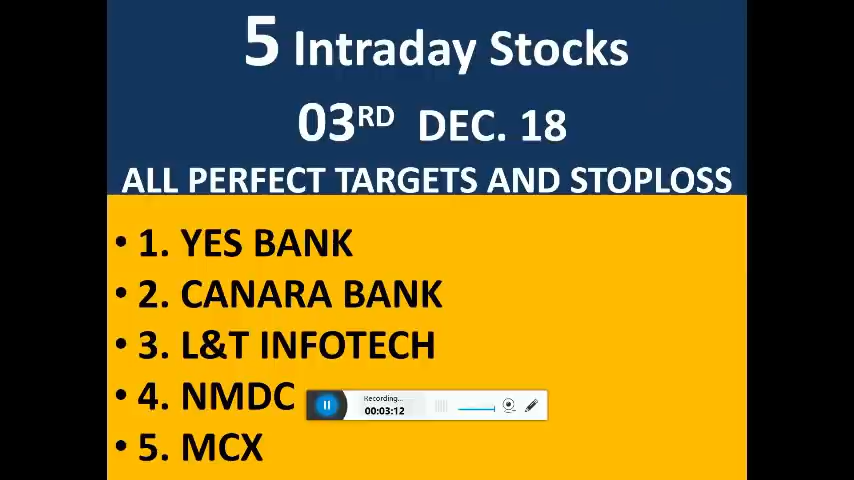 5 Intraday Stocks
03RD DEC. 18
ALL PERFECT TARGETS AND STOPLOSS
• 1. YES BANK
• 2. CANARA BANK
• 3. L&T INFOTECH
• 4. NMDC
Recording...
00:03:12
• 5. MCX